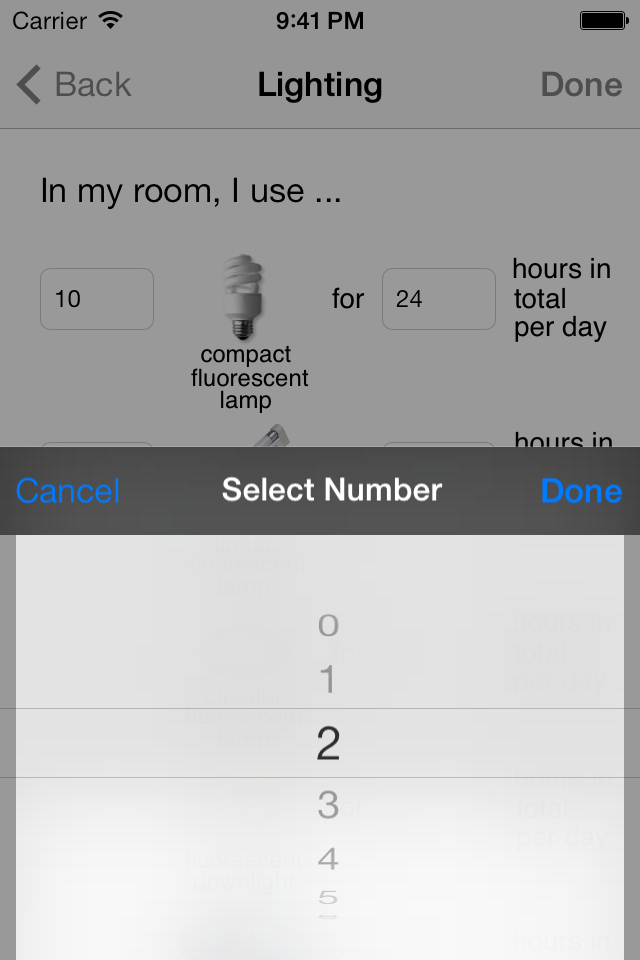 Carrier 9:41 PM
Back Lighting Done
In my room, I use ...
10 for 24 hours in
total
per day
compact
fluorescent
lamp
hours in
Cancel Select Number Done
fluorescent
lamp
hours in
0
for total
1 per day
circular
fluorescent
lamp
2
hours in
3 total
per day
4
fluorescent
downlight
5
hours in